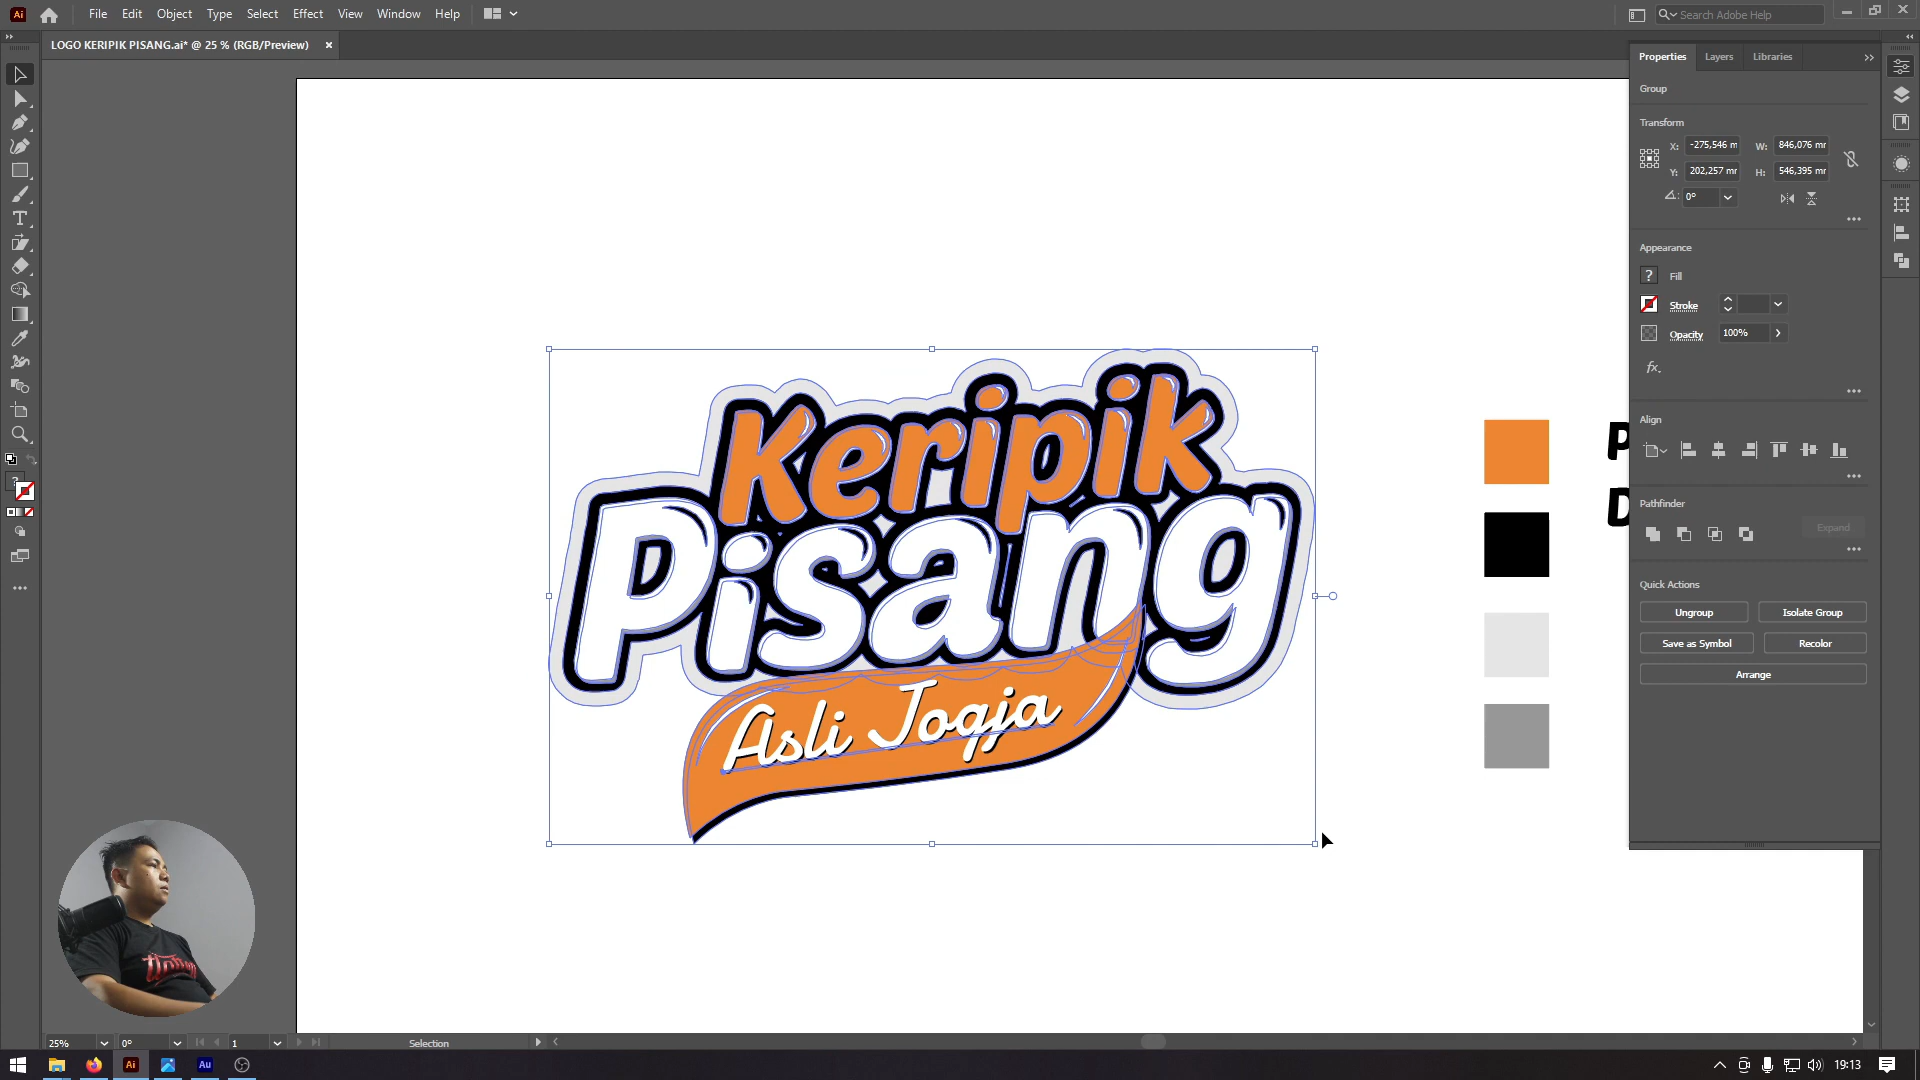 Ai
File Edit Object Type Select Effect View Window Help
Search Adobe Help
LOGO KERIPIK PISANG.ai* @ 25 % (RGB/Preview)
Properties Layers Libraries
Group
Transform
X: -275,546 m W: 846,076 mr
Y: 202,257 mr H: 546,395 mr
0°
Appearance
? Fill
Stroke
Opacity 100%
fx.
Align
Pathfinder
Expand
Quick Actions
Ungroup Isolate Group
Save as Symbol Recolor
Arrange
Keripik
Pisang
Asli Jogja
P
D
25% 0° 1 Selection
Ai Au 19:13